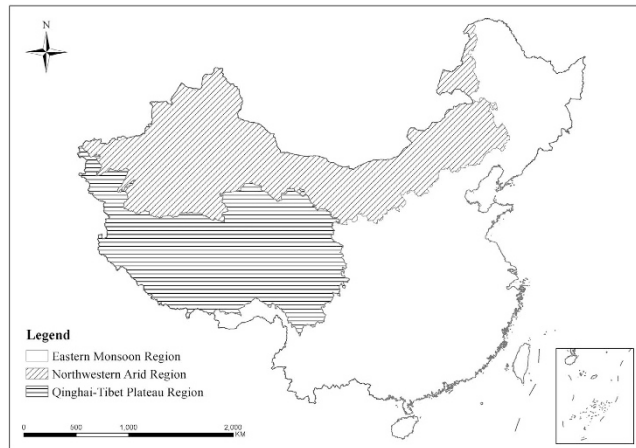 N
Legend
Eastern Monsoon Region
Northwestern Arid Region
Qinghai-Tibet Plateau Region
0 500 1,000 2,000
KM